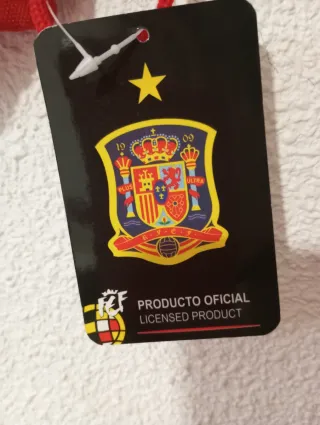 19 09
PLUS ULTRA
R.F.C.F.
PRODUCTO OFICIAL
LICENSED PRODUCT